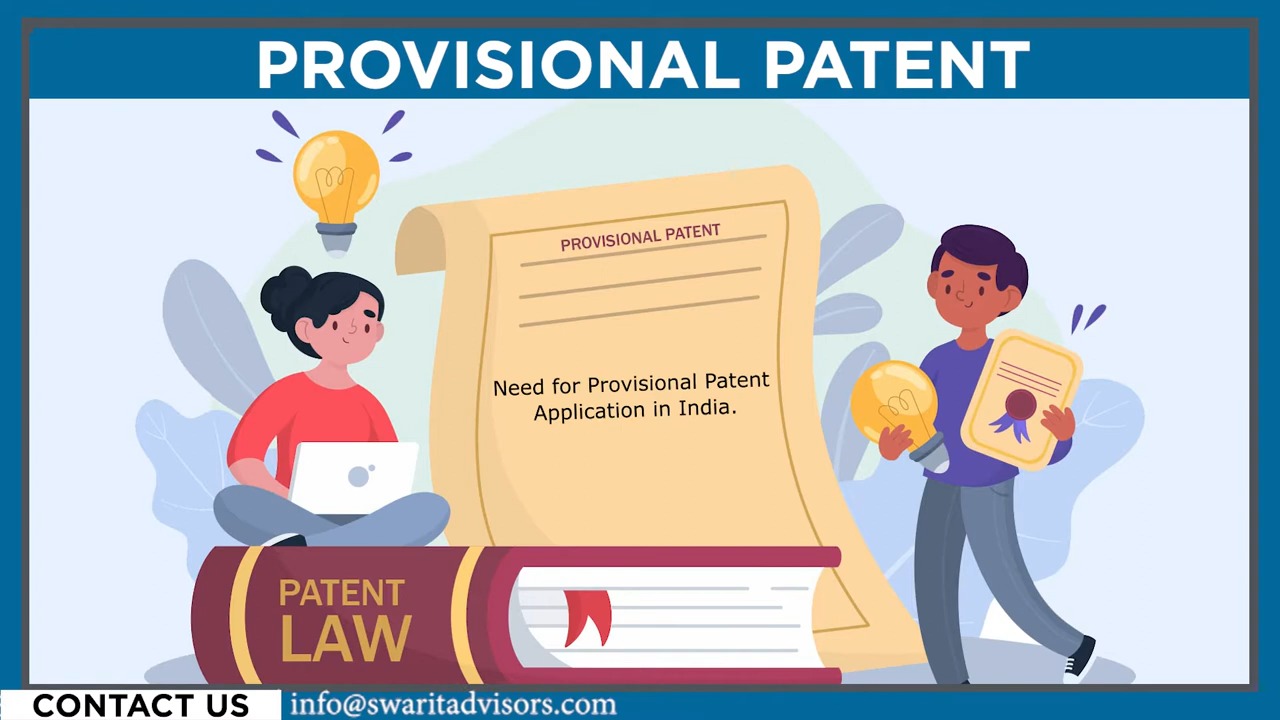 PROVISIONAL PATENT
PROVISIONAL PATENT
Need for Provisional Patent
Application in India.
PATENT
LAW
CONTACT US info@swaritadvisors.com